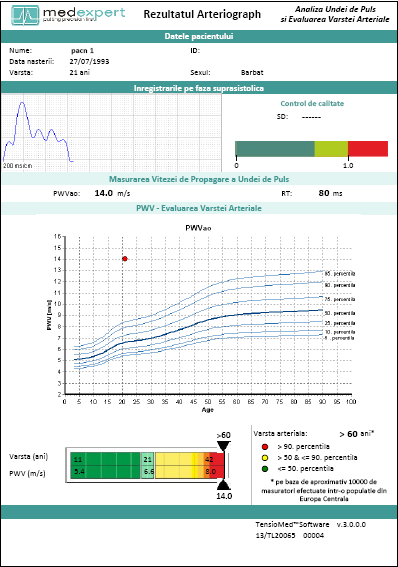 medexpert
putting precision first
Rezultatul Arteriograph
Analiza Undei de Puls
si Evaluarea Varstei Arteriale
Datele pacientului
Nume: pacn 1 ID:
Data nasterii: 27/07/1993
Varsta: 21 ani Sexul: Barbat
Inregistrarile pe faza suprasistolica
Control de calitate
SD: ------
200 ms/cm
0 1.0
Masurarea Vitezei de Propagare a Undei de Puls
PWVao: 14.0 m/s RT: 80 ms
PWV - Evaluarea Varstei Arteriale
PWVao
PWV [m/s]
16
15
14
13
12
11
10
9
8
7
6
5
4
3
2
95. percentila
90. percentila
75. percentila
50. percentila
25. percentila
10. percentila
5 . percentila
0 5 10 15 20 25 30 35 40 45 50 55 60 65 70 75 80 85 90 95 100
Age
>60
Varsta (ani) 11 21 42
PWV (m/s) 5.4 6.6 8.0
14.0
Varsta arteriala: > 60 ani*
> 90. percentila
> 50 & <= 90. percentila
<= 50. percentila
* pe baza de aproximativ 10000 de
masuratori efectuate intr-o populatie din
Europa Centrala
TensioMed™Software v.3.0.0.0
13/TL20065 00004